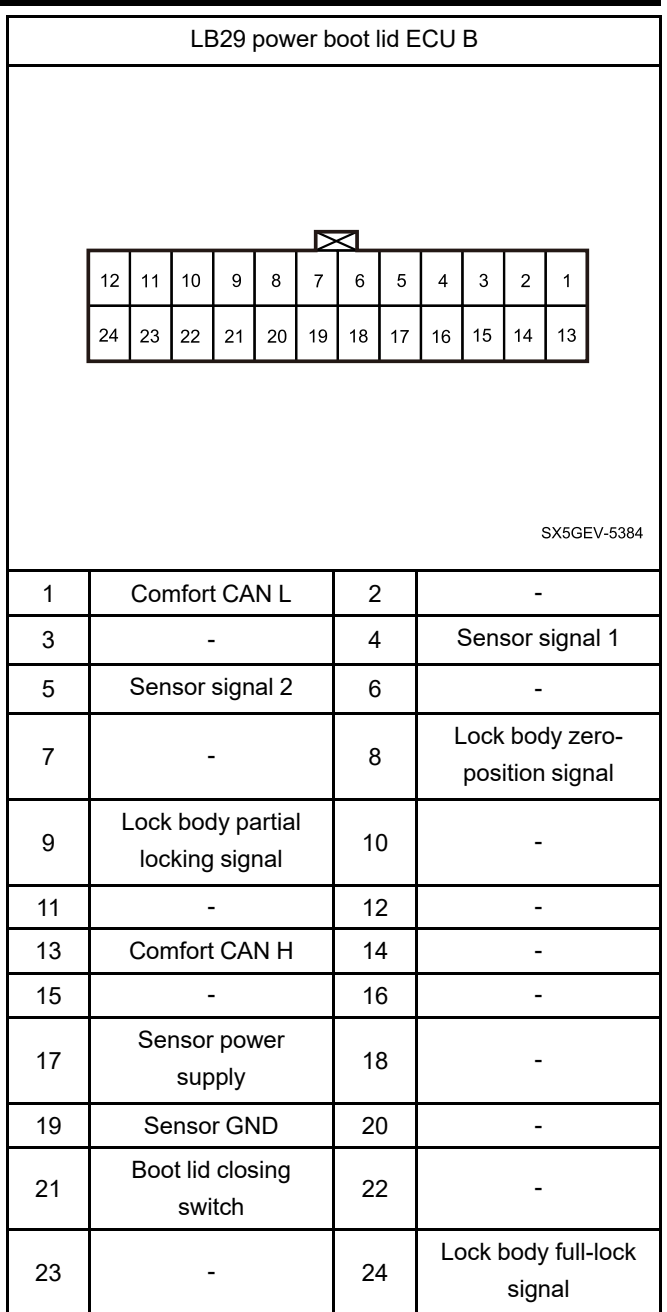 LB29 power boot lid ECU B
12 11 10 9 8 7 6 5 4 3 2 1
24 23 22 21 20 19 18 17 16 15 14 13
SX5GEV-5384
1 Comfort CAN L 2 -
3 - 4 Sensor signal 1
5 Sensor signal 2 6 -
7 - 8 Lock body zero-
position signal
9 Lock body partial
locking signal 10 -
11 - 12 -
13 Comfort CAN H 14 -
15 - 16 -
17 Sensor power
supply 18 -
19 Sensor GND 20 -
21 Boot lid closing
switch 22 -
23 - 24 Lock body full-lock
signal